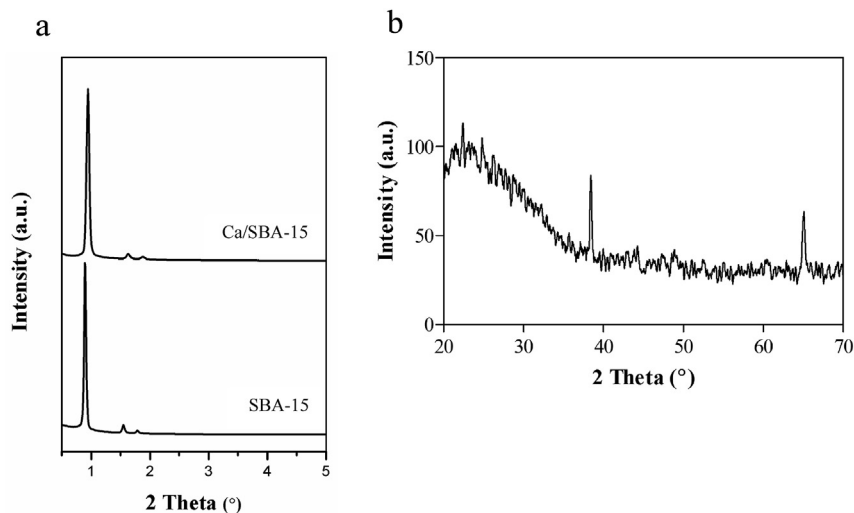 a
Intensity (a.u.)
Ca/SBA-15
SBA-15
1 2 3 4 5
2 Theta (°)
b
Intensity (a.u.)
150
100
50
0
20 30 40 50 60 70
2 Theta (°)